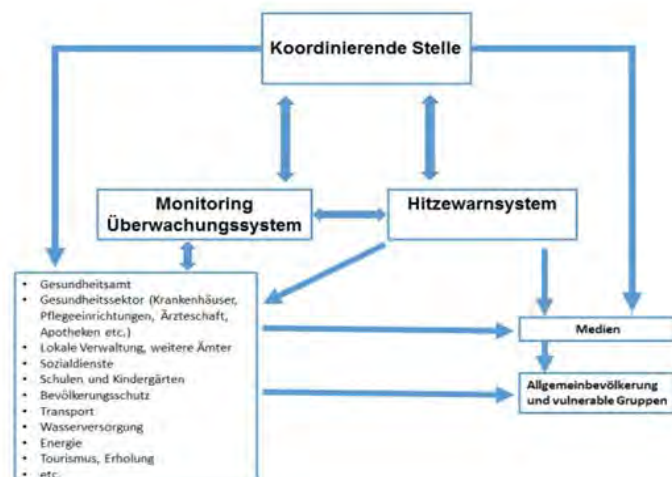 Koordinierende Stelle
Monitoring
Überwachungssystem
Hitzewarnsystem
• Gesundheitsamt
• Gesundheitssektor (Krankenhäuser,
Pflegeeinrichtungen, Ärzteschaft,
Apotheken etc.)
• Lokale Verwaltung, weitere Ämter
• Sozialdienste
• Schulen und Kindergärten
• Bevölkerungsschutz
• Transport
• Wasserversorgung
• Energie
• Tourismus, Erholung
• etc.
Medien
Allgemeinbevölkerung
und vulnerable Gruppen